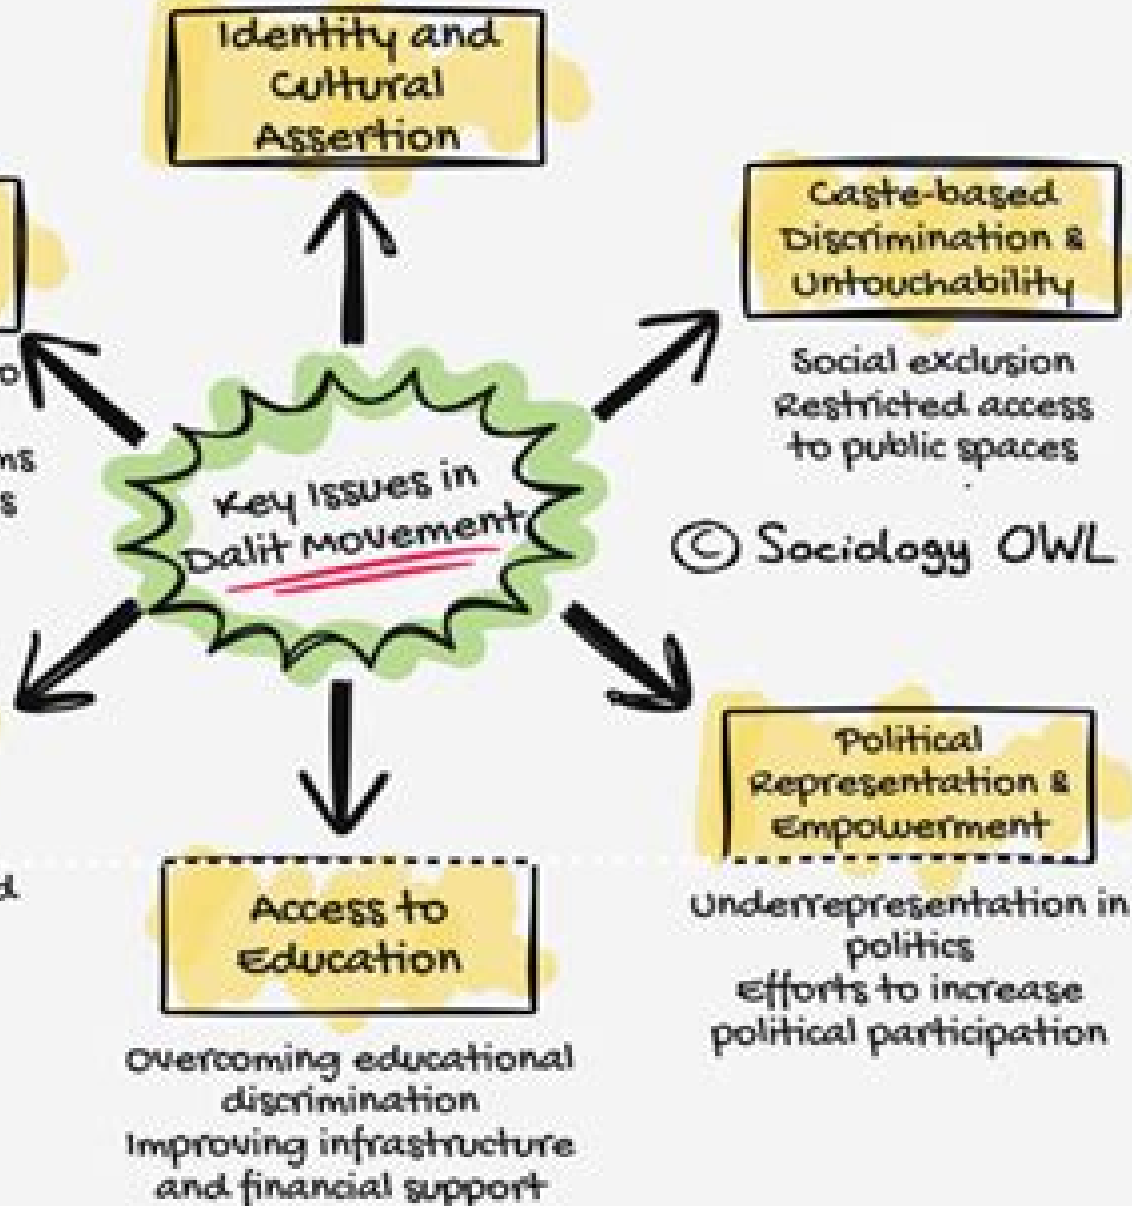 Identity and
Cultural
Assertion
Caste-based
Discrimination &
Untouchability
Social exclusion
Restricted access
to public spaces
Key Issues in
Dalit Movement
© Sociology OWL
Political
Representation &
Empowerment
Underrepresentation in
politics
Efforts to increase
political participation
Access to
Education
Overcoming educational
discrimination
Improving infrastructure
and financial support